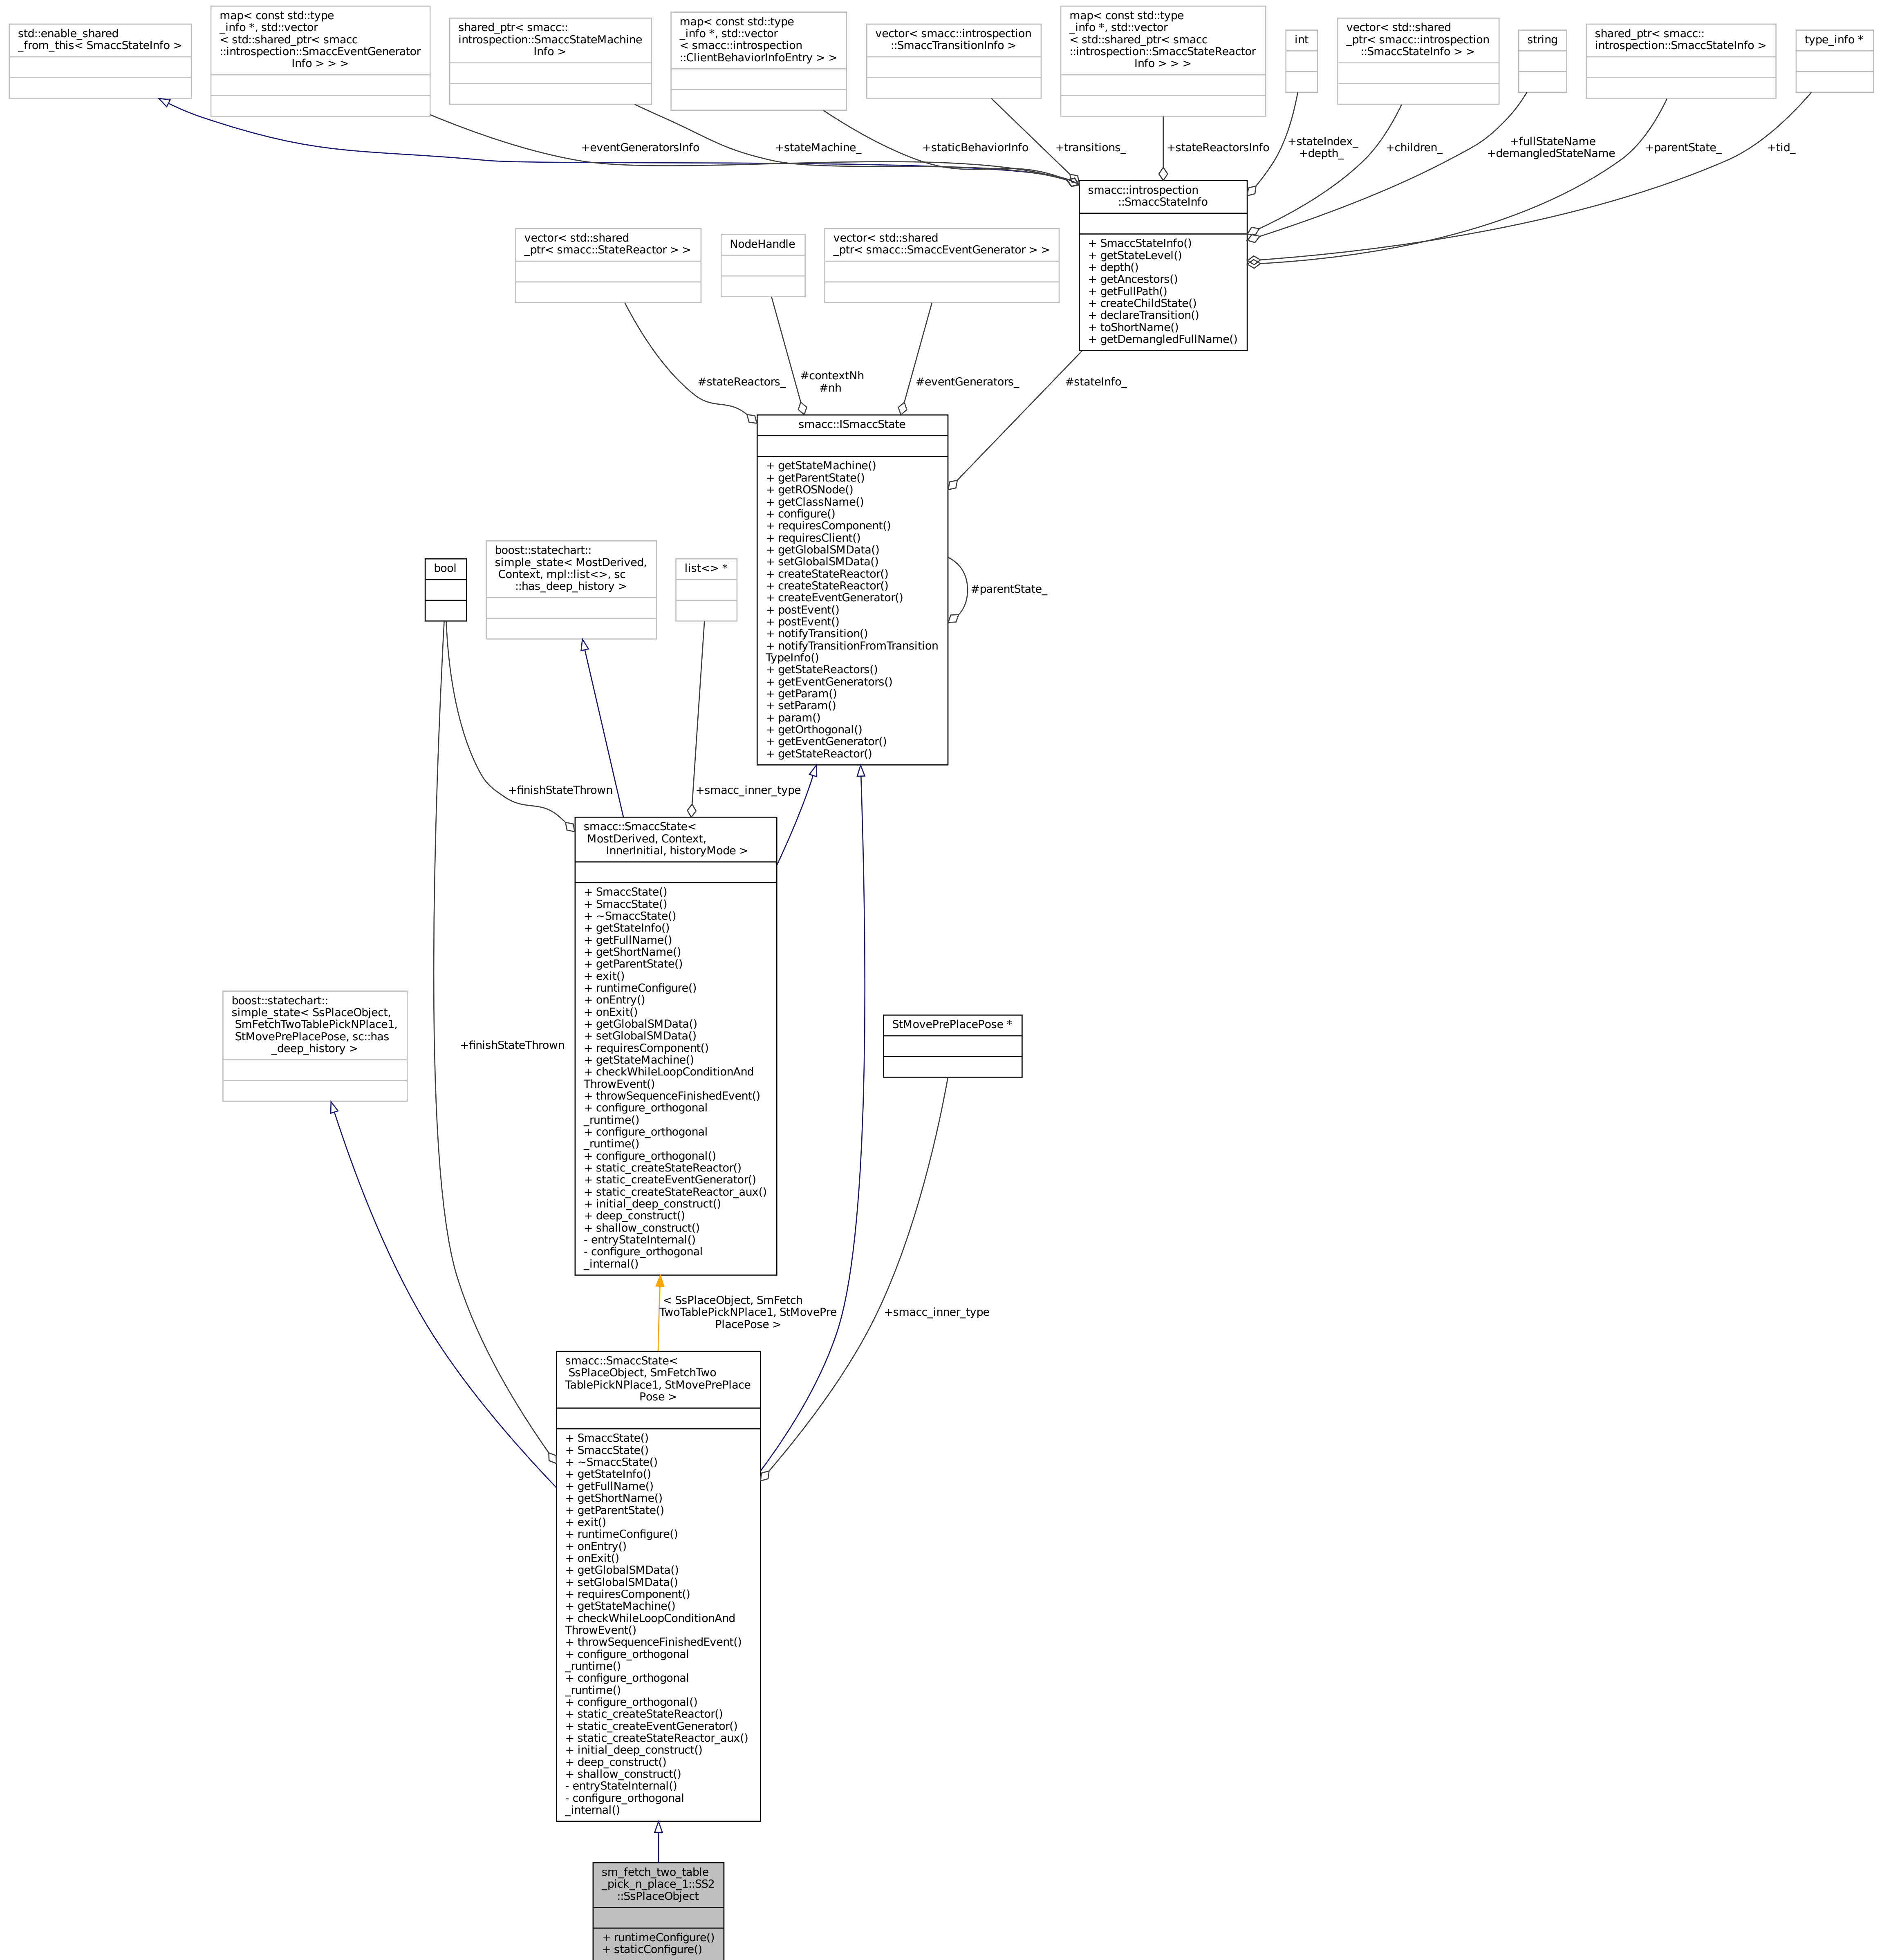 std::enable_shared
_from_this< SmaccStateInfo >
map< const std::type
_info *, std::vector
< std::shared_ptr< smacc
::introspection::SmaccEventGenerator
Info > > >
shared_ptr< smacc::
introspection::SmaccStateMachine
Info >
map< const std::type
_info *, std::vector
< smacc::introspection
::ClientBehaviorInfoEntry > >
vector< smacc::introspection
::SmaccTransitionInfo >
map< const std::type
_info *, std::vector
< std::shared_ptr< smacc
::introspection::SmaccStateReactor
Info > > >
int
vector< std::shared
_ptr< smacc::introspection
::SmaccStateInfo > >
string
shared_ptr< smacc::
introspection::SmaccStateInfo >
type_info *
+eventGeneratorsInfo
+stateMachine_
+staticBehaviorInfo
+transitions_
+stateReactorsInfo
+stateIndex_
+depth_
+children_
+fullStateName
+demangledStateName
+parentState_
+tid_
smacc::introspection
::SmaccStateInfo
+ SmaccStateInfo()
+ getStateLevel()
+ depth()
+ getAncestors()
+ getFullPath()
+ createChildState()
+ declareTransition()
+ toShortName()
+ getDemangledFullName()
vector< std::shared
_ptr< smacc::StateReactor > >
NodeHandle
vector< std::shared
_ptr< smacc::SmaccEventGenerator > >
#stateReactors_
#contextNh
#nh
#eventGenerators_
#stateInfo_
smacc::ISmaccState
+ getStateMachine()
+ getParentState()
+ getROSNode()
+ getClassName()
+ configure()
+ requiresComponent()
+ requiresClient()
+ getGlobalSMData()
+ setGlobalSMData()
+ createStateReactor()
+ createStateReactor()
+ createEventGenerator()
+ postEvent()
+ postEvent()
+ notifyTransition()
+ notifyTransitionFromTransition
TypeInfo()
+ getStateReactors()
+ getEventGenerators()
+ getParam()
+ setParam()
+ param()
+ getOrthogonal()
+ getEventGenerator()
+ getStateReactor()
#parentState_
bool
boost::statechart::
simple_state< MostDerived,
Context, mpl::list<>, sc
::has_deep_history >
list<> *
+finishStateThrown
+smacc_inner_type
smacc::SmaccState<
MostDerived, Context,
InnerInitial, historyMode >
+ SmaccState()
+ SmaccState()
+ ~SmaccState()
+ getStateInfo()
+ getFullName()
+ getShortName()
+ getParentState()
+ exit()
+ runtimeConfigure()
+ onEntry()
+ onExit()
+ getGlobalSMData()
+ setGlobalSMData()
+ requiresComponent()
+ getStateMachine()
+ checkWhileLoopConditionAnd
ThrowEvent()
+ throwSequenceFinishedEvent()
+ configure_orthogonal
_runtime()
+ configure_orthogonal
_runtime()
+ configure_orthogonal()
+ static_createStateReactor()
+ static_createEventGenerator()
+ static_createStateReactor_aux()
+ initial_deep_construct()
+ deep_construct()
+ shallow_construct()
- entryStateInternal()
- configure_orthogonal
_internal()
boost::statechart::
simple_state< SsPlaceObject,
SmFetchTwoTablePickNPlace1,
StMovePrePlacePose, sc::has
_deep_history >
+finishStateThrown
StMovePrePlacePose *
< SsPlaceObject, SmFetch
TwoTablePickNPlace1, StMovePre
PlacePose >
+smacc_inner_type
smacc::SmaccState<
SsPlaceObject, SmFetchTwo
TablePickNPlace1, StMovePrePlace
Pose >
+ SmaccState()
+ SmaccState()
+ ~SmaccState()
+ getStateInfo()
+ getFullName()
+ getShortName()
+ getParentState()
+ exit()
+ runtimeConfigure()
+ onEntry()
+ onExit()
+ getGlobalSMData()
+ setGlobalSMData()
+ requiresComponent()
+ getStateMachine()
+ checkWhileLoopConditionAnd
ThrowEvent()
+ throwSequenceFinishedEvent()
+ configure_orthogonal
_runtime()
+ configure_orthogonal
_runtime()
+ configure_orthogonal()
+ static_createStateReactor()
+ static_createEventGenerator()
+ static_createStateReactor_aux()
+ initial_deep_construct()
+ deep_construct()
+ shallow_construct()
- entryStateInternal()
- configure_orthogonal
_internal()
sm_fetch_two_table
_pick_n_place_1::SS2
::SsPlaceObject
+ runtimeConfigure()
+ staticConfigure()